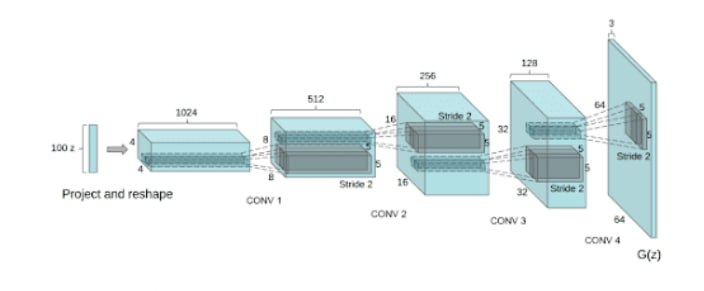 3
128
256
64
5
512
16
Stride 2
5
5
1024
5
32
8
4
5
5
5
Stride 2
100 z
5
4
8
Stride 2
16
Stride 2
32
Project and reshape
CONV 1
64
CONV 2
CONV 3
CONV 4
G(z)